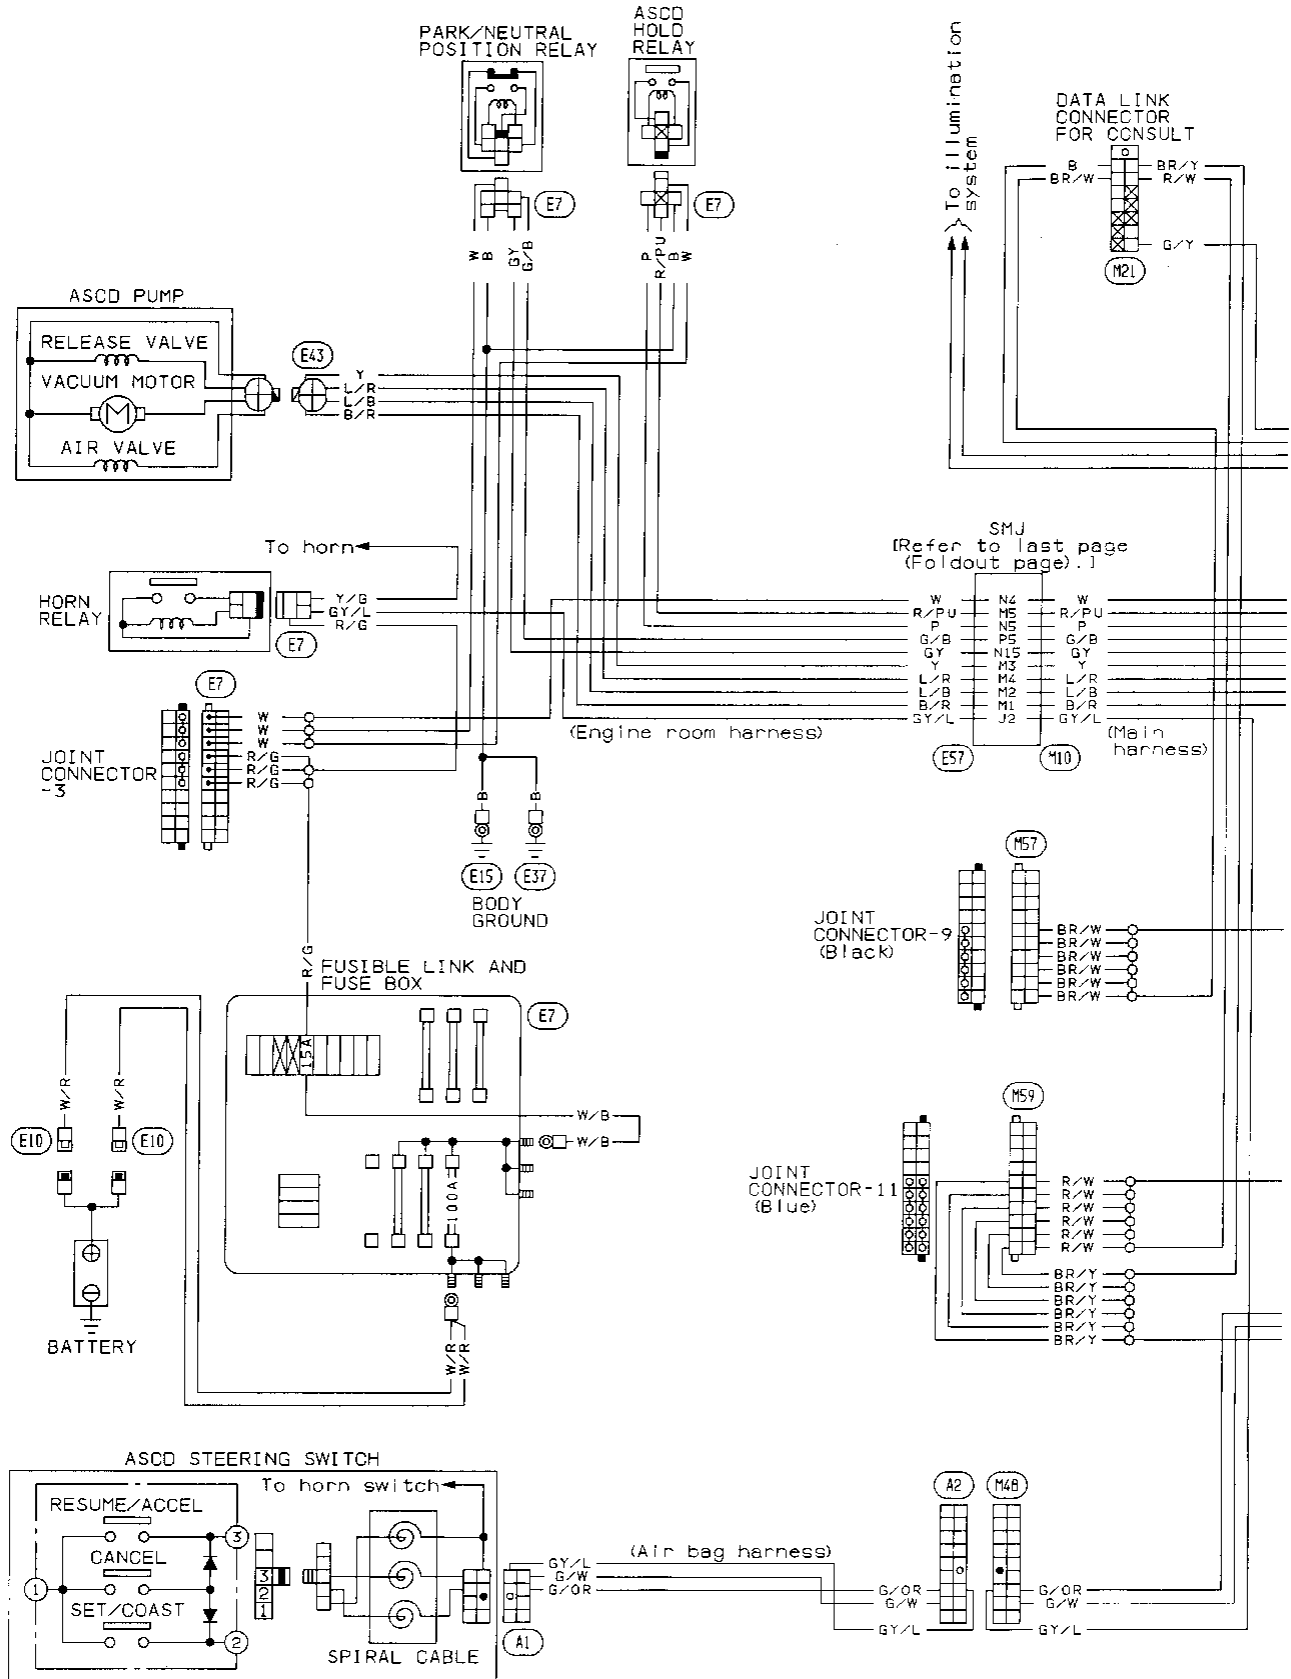 PARK/NEUTRAL
POSITION RELAY
ASCD
HOLD
RELAY
To illumination
system
DATA LINK
CONNECTOR
FOR CONSULT
B
BR/W
BR/Y
R/W
G/Y
M21
E7
E7
W
B
GY
G/B
P
R/PU
B
W
ASCD PUMP
RELEASE VALVE
VACUUM MOTOR
M
AIR VALVE
E43
Y
L/R
L/B
B/R
To horn
HORN
RELAY
Y/G
GY/L
R/G
E7
SMJ
[Refer to last page
(Foldout page).]
W N4 W
R/PU M5 R/PU
P N5 P
G/B P5 G/B
GY N15 GY
Y M3 Y
L/R M4 L/R
L/B M2 L/B
B/R M1 B/R
GY/L J2 GY/L
(Engine room harness)
(Main
harness)
E57
M10
E7
JOINT
CONNECTOR
-3
W
W
W
R/G
R/G
R/G
B
B
E15
E37
BODY
GROUND
R/G
M57
JOINT
CONNECTOR-9
(Black)
BR/W
BR/W
BR/W
BR/W
BR/W
BR/W
FUSIBLE LINK AND
FUSE BOX
E7
15A
W/B
W/B
100A
W/R
W/R
E10
E10
BATTERY
W/R
W/R
M59
JOINT
CONNECTOR-11
(Blue)
R/W
R/W
R/W
R/W
R/W
R/W
BR/Y
BR/Y
BR/Y
BR/Y
BR/Y
BR/Y
ASCD STEERING SWITCH
To horn switch
RESUME/ACCEL
CANCEL
SET/COAST
1
3
2
3
2
1
SPIRAL CABLE
A1
GY/L
G/W
G/OR
(Air bag harness)
A2
M48
G/OR
G/W
GY/L
G/OR
G/W
GY/L